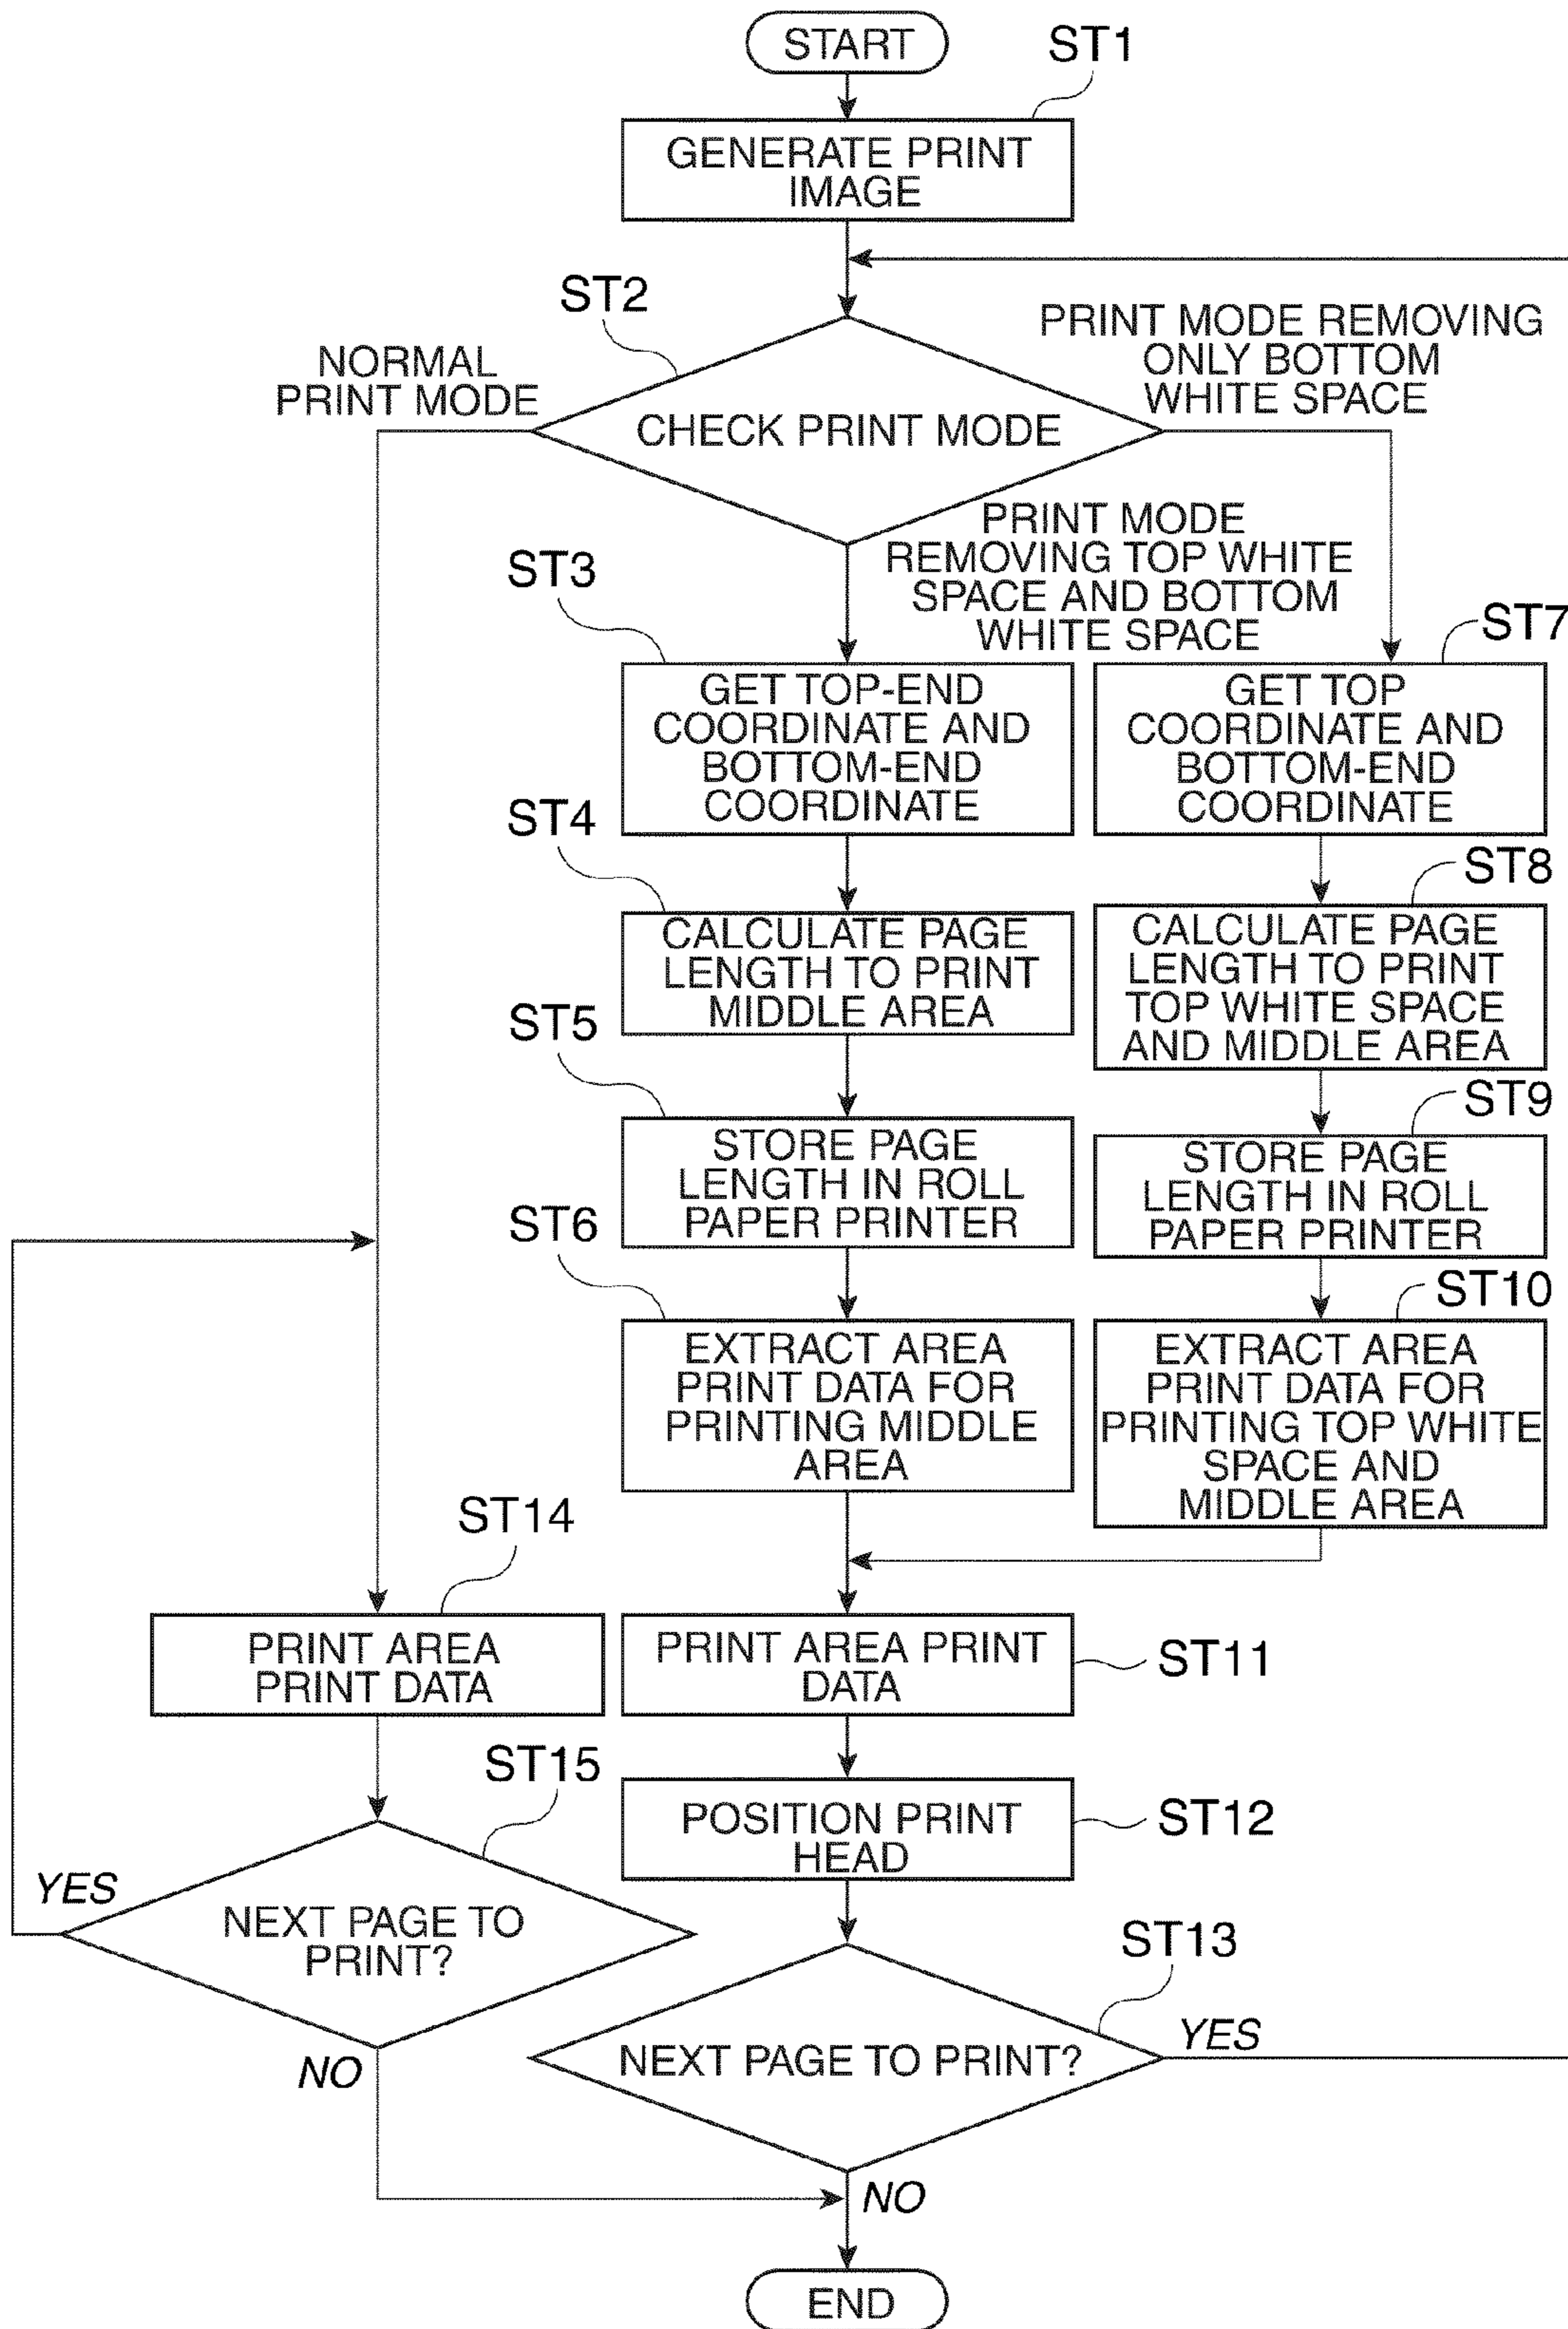 START
ST1
GENERATE PRINT
IMAGE
ST2
NORMAL
PRINT MODE
CHECK PRINT MODE
PRINT MODE REMOVING
ONLY BOTTOM
WHITE SPACE
PRINT MODE
REMOVING TOP WHITE
SPACE AND BOTTOM
WHITE SPACE
ST3
GET TOP-END
COORDINATE AND
BOTTOM-END
COORDINATE
ST7
GET TOP
COORDINATE AND
BOTTOM-END
COORDINATE
ST4
CALCULATE PAGE
LENGTH TO PRINT
MIDDLE AREA
ST8
CALCULATE PAGE
LENGTH TO PRINT
TOP WHITE SPACE
AND MIDDLE AREA
ST5
STORE PAGE
LENGTH IN ROLL
PAPER PRINTER
ST9
STORE PAGE
LENGTH IN ROLL
PAPER PRINTER
ST6
EXTRACT AREA
PRINT DATA FOR
PRINTING MIDDLE
AREA
ST10
EXTRACT AREA
PRINT DATA FOR
PRINTING TOP WHITE
SPACE AND
MIDDLE AREA
ST14
PRINT AREA
PRINT DATA
PRINT AREA PRINT
DATA
ST11
ST15
YES
NEXT PAGE TO
PRINT?
NO
POSITION PRINT
HEAD
ST12
ST13
NEXT PAGE TO PRINT?
YES
NO
END